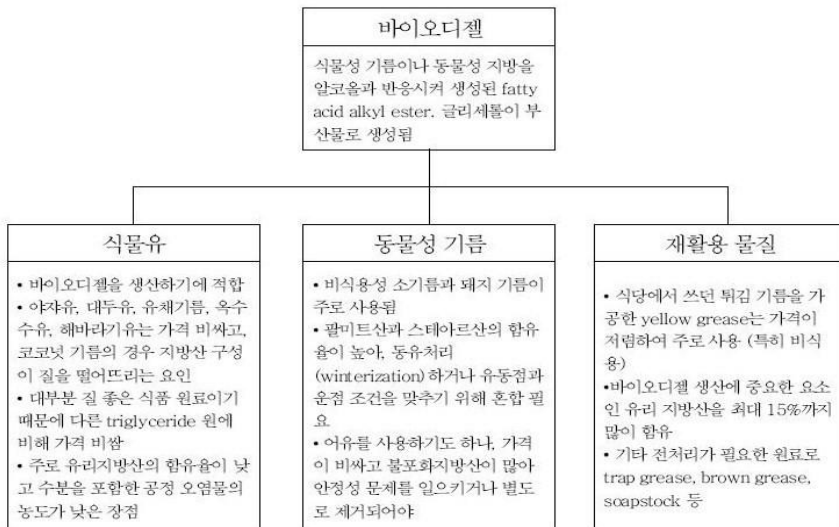 바이오디젤
식물성 기름이나 동물성 지방을
알코올과 반응시켜 생성된 fatty
acid alkyl ester. 글리세롤이 부
산물로 생성됨
식물유
• 바이오디젤을 생산하기에 적합
• 야자유, 대두유, 유채기름, 옥수
수유, 해바라기유는 가격 비싸고,
코코넛 기름의 경우 지방산 구성
이 질을 떨어뜨리는 요인
• 대부분 질 좋은 식품 원료이기
때문에 다른 triglyceride 원에
비해 가격 비쌈
• 주로 유리지방산의 함유율이 낮
고 수분을 포함한 공정 오염물의
농도가 낮은 장점
동물성 기름
• 비식용성 소기름과 돼지 기름이
주로 사용됨
• 팔미트산과 스테아르산의 함유
율이 높아, 동유처리
(winterization)하거나 유동점과
운점 조건을 맞추기 위해 혼합 필
요
• 어유를 사용하기도 하나, 가격
이 비싸고 불포화지방산이 많아
안정성 문제를 일으키거나 별도
로 제거되어야
재활용 물질
• 식당에서 쓰던 튀김 기름을 가
공한 yellow grease는 가격이
저렴하여 주로 사용 (특히 비식
용)
•바이오디젤 생산에 중요한 요소
인 유리 지방산을 최대 15%까지
많이 함유
• 기타 전처리가 필요한 원료로
trap grease, brown grease,
soapstock 등